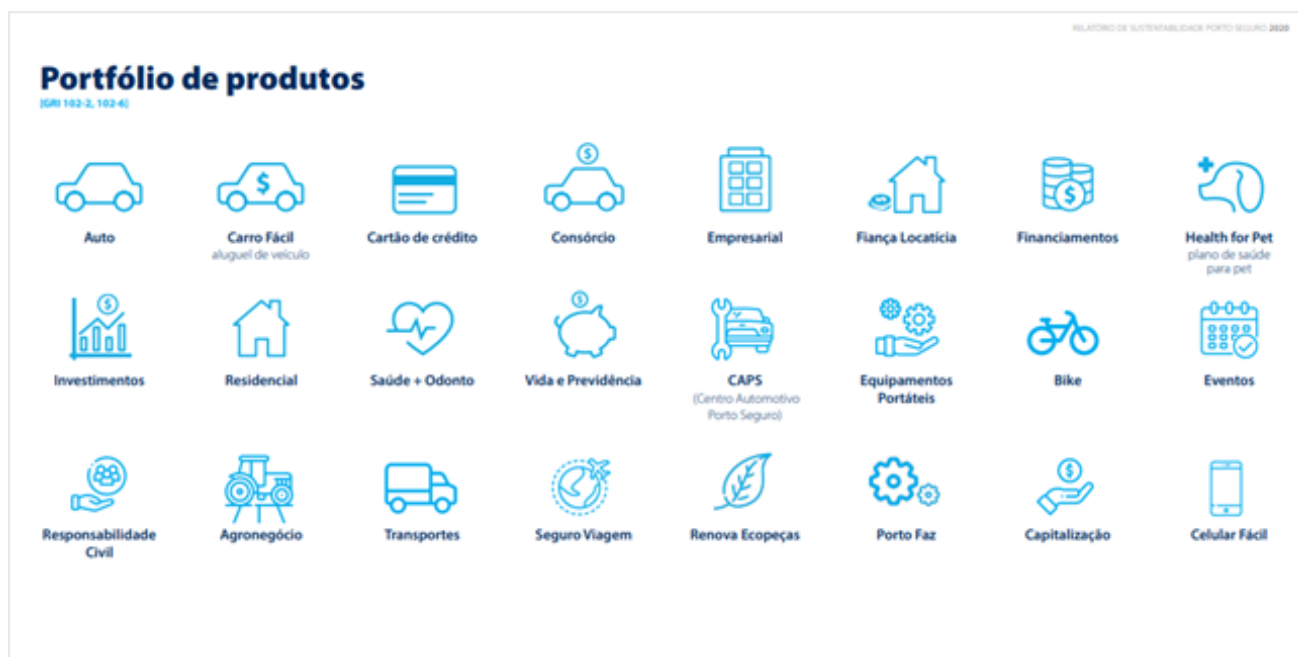 RELATÓRIO DE SUSTENTABILIDADE PORTO SEGURO 2020
Portfólio de produtos
[GRI 102-2, 102-6]
Auto
Carro Fácil
aluguel de veículo
Cartão de crédito
Consórcio
Empresarial
Fiança Locatícia
Financiamentos
Health for Pet
plano de saúde
para pet
Investimentos
Residencial
Saúde + Odonto
Vida e Previdência
CAPS
(Centro Automotivo
Porto Seguro)
Equipamentos
Portáteis
Bike
Eventos
Responsabilidade
Civil
Agronegócio
Transportes
Seguro Viagem
Renova Ecopeças
Porto Faz
Capitalização
Celular Fácil